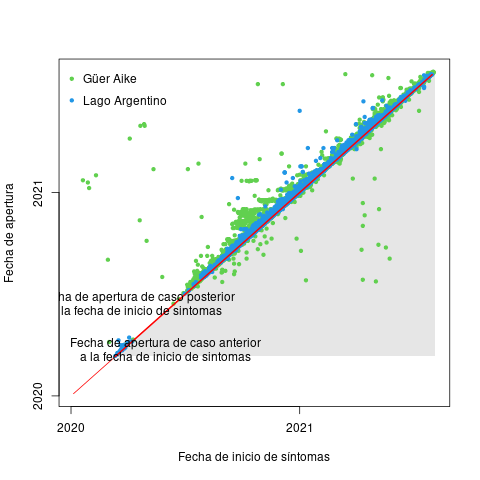 Güer Aike
Lago Argentino
Fecha de apertura
2021
2020
ha de apertura de caso posterior
la fecha de inicio de síntomas
Fecha de apertura de caso anterior
a la fecha de inicio de síntomas
2020
2021
Fecha de inicio de síntomas